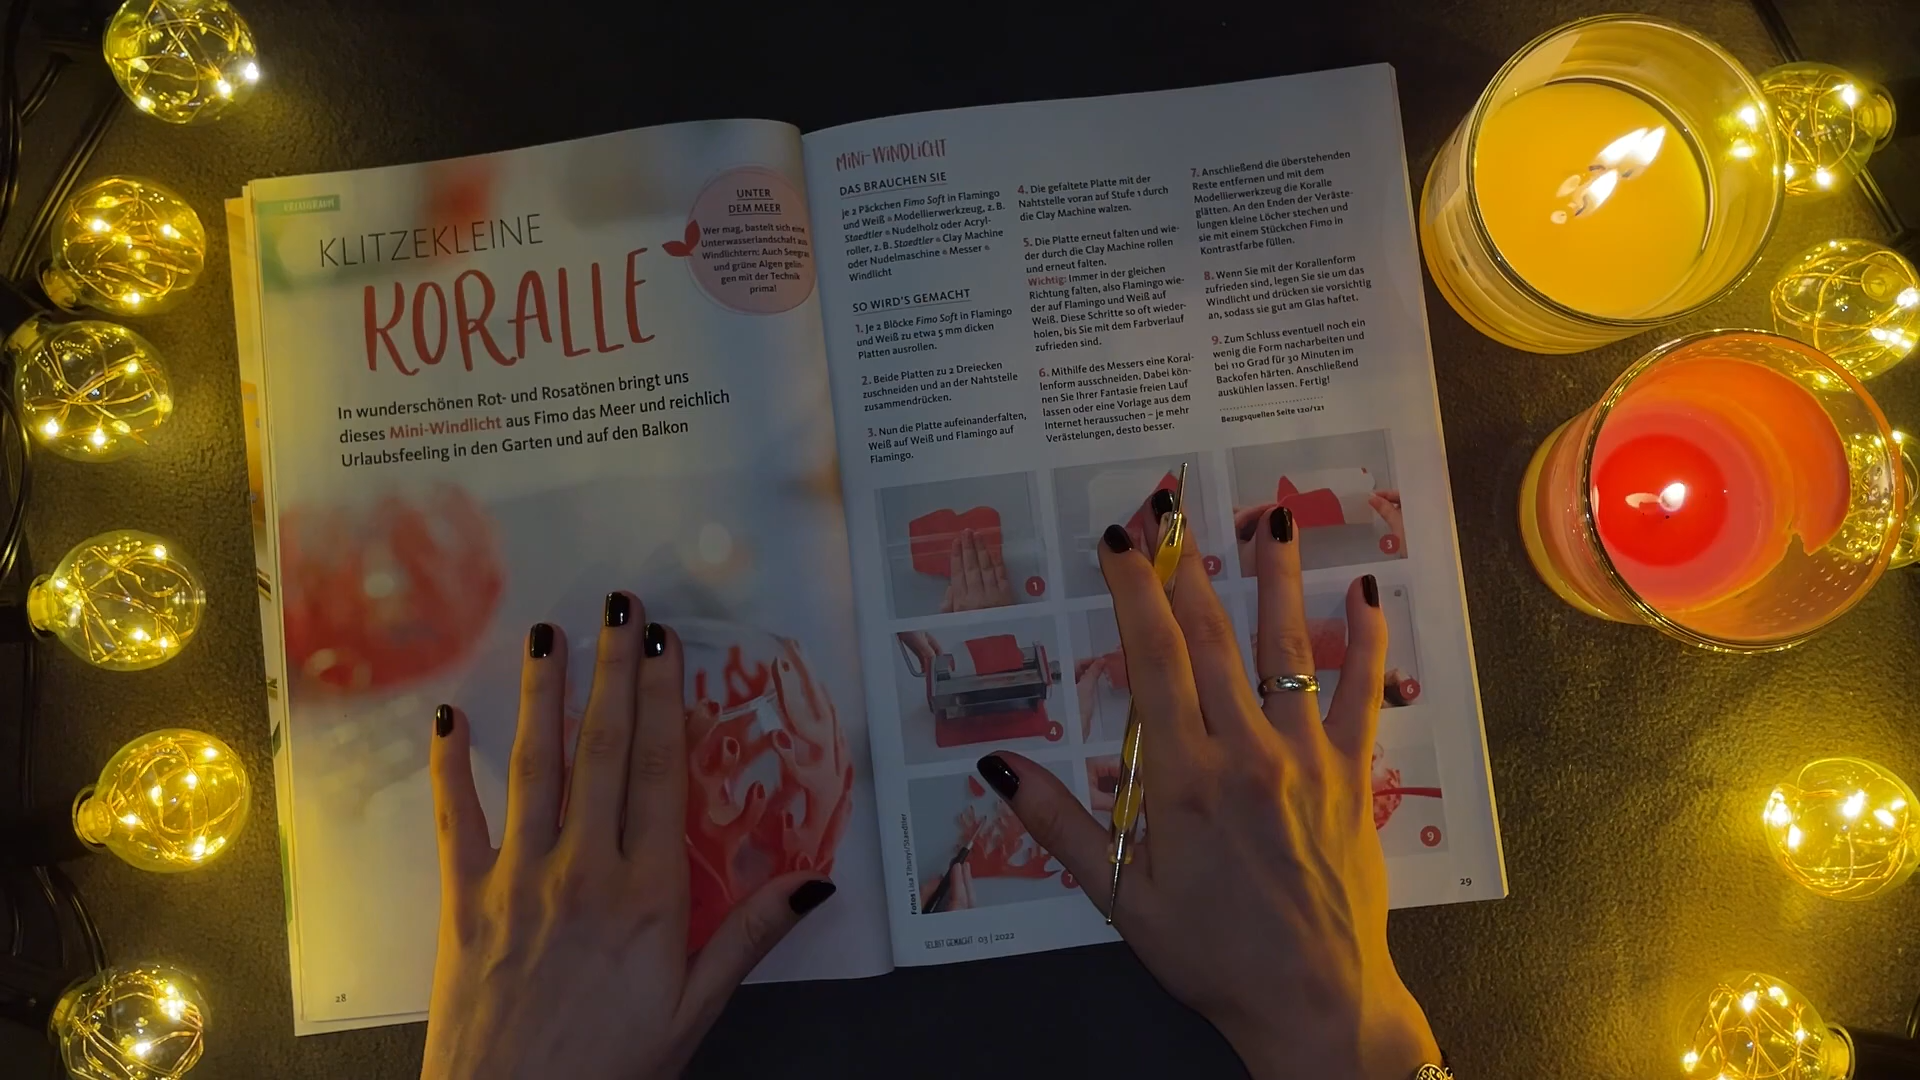 KLITZEKLEINE
KORALLE
In wunderschönen Rot- und Rosatönen bringt uns
dieses Mini-Windlicht aus Fimo das Meer und reichlich
Urlaubsfeeling in den Garten und auf den Balkon
UNTER
DEM MEER
Wer mag, bastelt sich eine
Unterwasserlandschaft aus
Windlichtern: Auch Seegras
und grüne Algen gelin-
gen mit der Technik
prima!
28
MINI-WINDLICHT
DAS BRAUCHEN SIE
je 2 Päckchen Fimo Soft in Flamingo
und Weiß • Modellierwerkzeug, z. B.
Staedtler • Nudelholz oder Acryl-
roller, z. B. Staedtler • Clay Machine
oder Nudelmaschine • Messer •
Windlicht
SO WIRD'S GEMACHT
1. Je 2 Blöcke Fimo Soft in Flamingo
und Weiß zu etwa 5 mm dicken
Platten ausrollen.
2. Beide Platten zu 2 Dreiecken
zuschneiden und an der Nahtstelle
zusammendrücken.
3. Nun die Platte aufeinanderfalten,
Weiß auf Weiß und Flamingo auf
Flamingo.
4. Die gefaltete Platte mit der
Nahtstelle voran auf Stufe 1 durch
die Clay Machine walzen.
5. Die Platte erneut falten und wie-
der durch die Clay Machine rollen
und erneut falten.
Wichtig: Immer in der gleichen
Richtung falten, also Flamingo wie-
der auf Flamingo und Weiß auf
Weiß. Diese Schritte so oft wieder-
holen, bis Sie mit dem Farbverlauf
zufrieden sind.
6. Mithilfe des Messers eine Koral-
lenform ausschneiden. Dabei kön-
nen Sie Ihrer Fantasie freien Lauf
lassen oder eine Vorlage aus dem
Internet heraussuchen – je mehr
Verästelungen, desto besser.
7. Anschließend die überstehenden
Reste entfernen und mit dem
Modellierwerkzeug die Koralle
glätten. An den Enden der Veräste-
lungen kleine Löcher stechen und
sie mit einem Stückchen Fimo in
Kontrastfarbe füllen.
8. Wenn Sie mit der Korallenform
zufrieden sind, legen Sie sie um das
Windlicht und drücken sie vorsichtig
an, sodass sie gut am Glas haftet.
9. Zum Schluss eventuell noch ein
wenig die Form nacharbeiten und
bei 110 Grad für 30 Minuten im
Backofen härten. Anschließend
auskühlen lassen. Fertig!
Bezugsquellen Seite 120/121
1
2
3
4
6
7
9
SELBST GEMACHT 03 | 2022
29